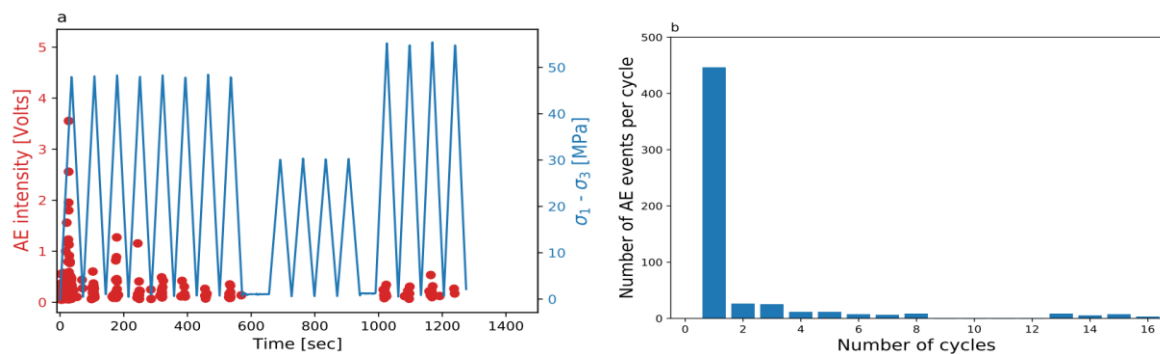 a
5
4
3
2
1
0
AE intensity [Volts]
50
40
30
20
10
0
σ1 - σ3 [MPa]
0 200 400 600 800 1000 1200 1400
Time [sec]
b
500
400
300
200
100
0
Number of AE events per cycle
0 2 4 6 8 10 12 14 16
Number of cycles